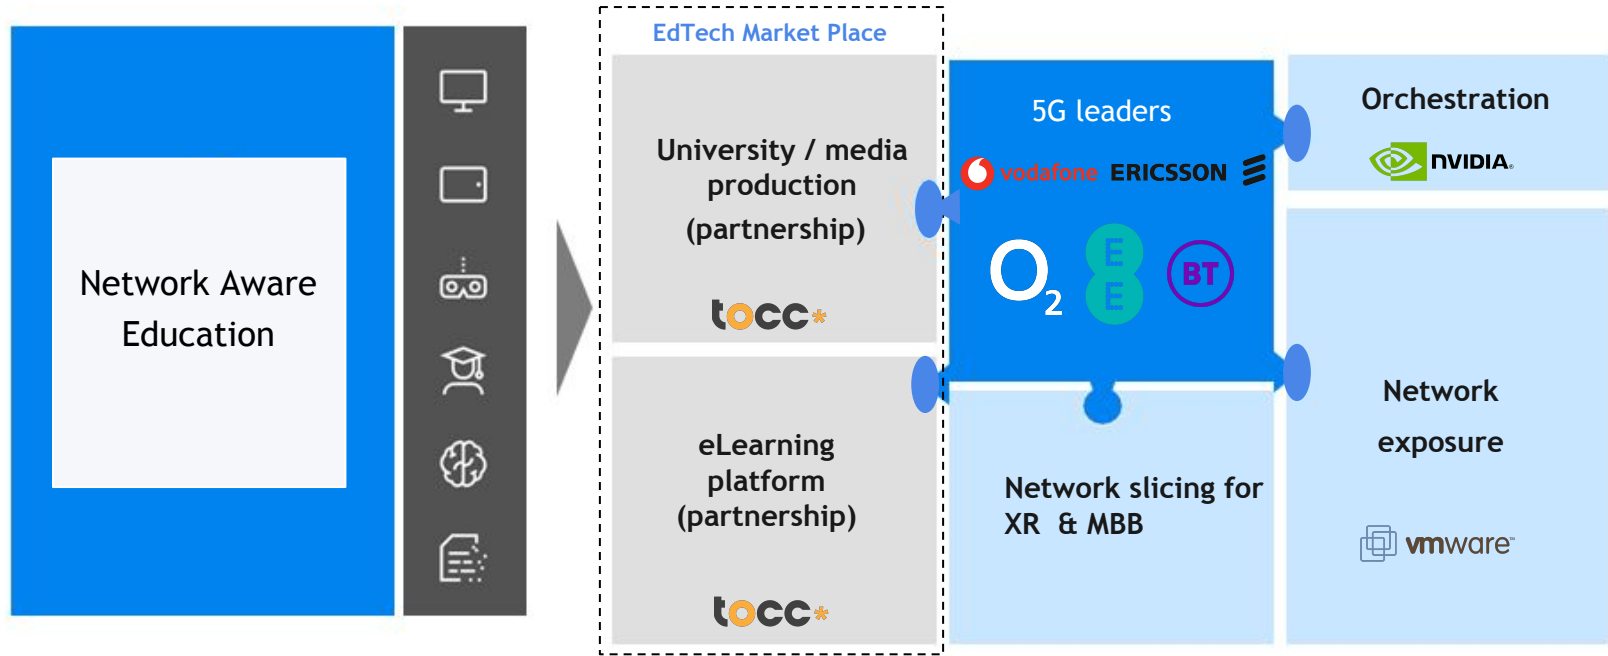 Network Aware
Education
EdTech Market Place
University / media
production
(partnership)
tocc*
eLearning
platform
(partnership)
tocc*
5G leaders
vodafone ERICSSON
O2 EE BT
Network slicing for
XR & MBB
Orchestration
NVIDIA.
Network
exposure
vmware™